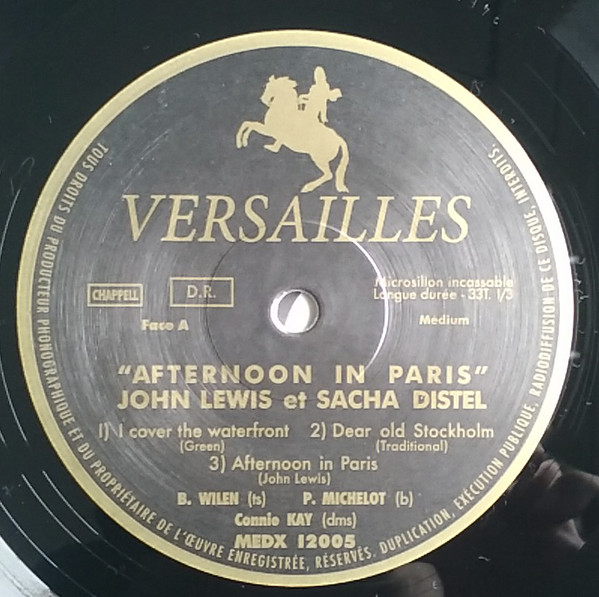 VERSAILLES
CHAPPELL
D.R.
Microsillon incassable
Longue durée - 33T. 1/3
Face A
Medium
"AFTERNOON IN PARIS"
JOHN LEWIS et SACHA DISTEL
1) I cover the waterfront 2) Dear old Stockholm
(Green) (Traditional)
3) Afternoon in Paris
(John Lewis)
B. WILEN (ts) P. MICHELOT (b)
Connie KAY (dms)
MEDX 12005
TOUS DROITS DU PRODUCTEUR PHONOGRAPHIQUE ET DU PROPRIÉTAIRE DE L'ŒUVRE ENREGISTRÉE, RÉSERVÉS. DUPLICATION, EXÉCUTION PUBLIQUE, RADIODIFFUSION DE CE DISQUE, INTERDITS.